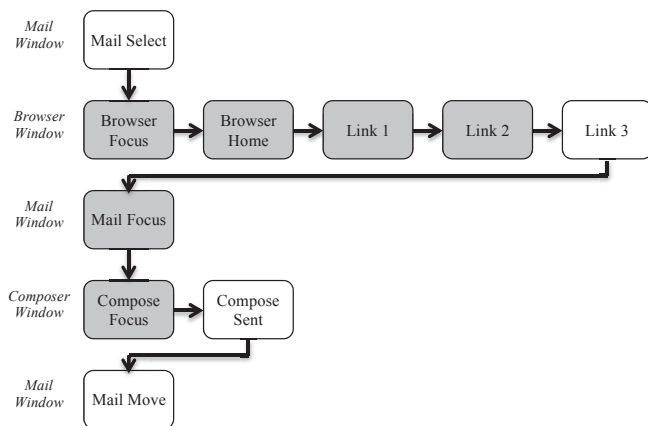 Mail
Window
Mail Select
Browser
Window
Browser
Focus
Browser
Home
Link 1
Link 2
Link 3
Mail
Window
Mail Focus
Composer
Window
Compose
Focus
Compose
Sent
Mail
Window
Mail Move